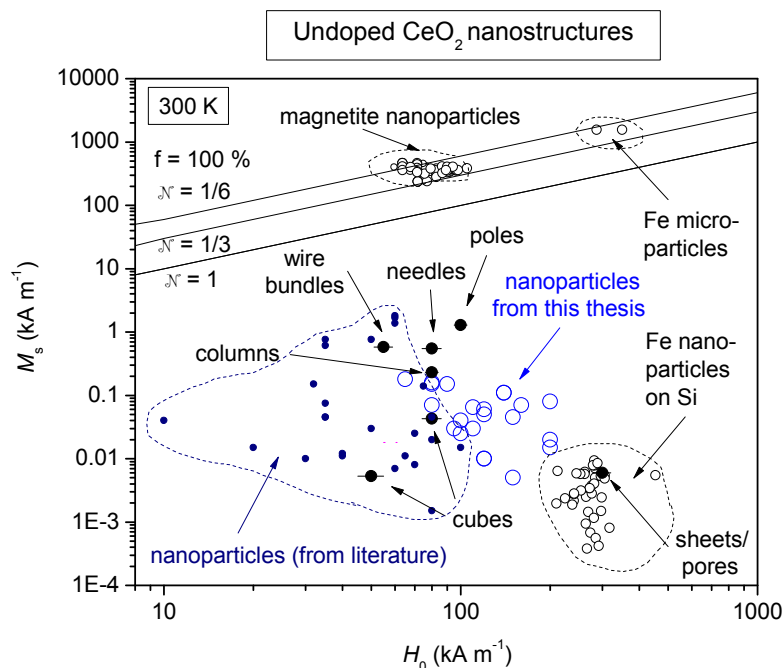 Undoped CeO2 nanostructures
10000
1000
100
10
1
0.1
0.01
1E-3
1E-4
Ms (kA m-1)
300 K
f = 100 %
𝒩 = 1/6
𝒩 = 1/3
𝒩 = 1
magnetite nanoparticles
Fe micro-
particles
wire
bundles
needles
poles
nanoparticles
from this thesis
columns
Fe nano-
particles
on Si
nanoparticles (from literature)
cubes
sheets/
pores
10
100
1000
H0 (kA m-1)